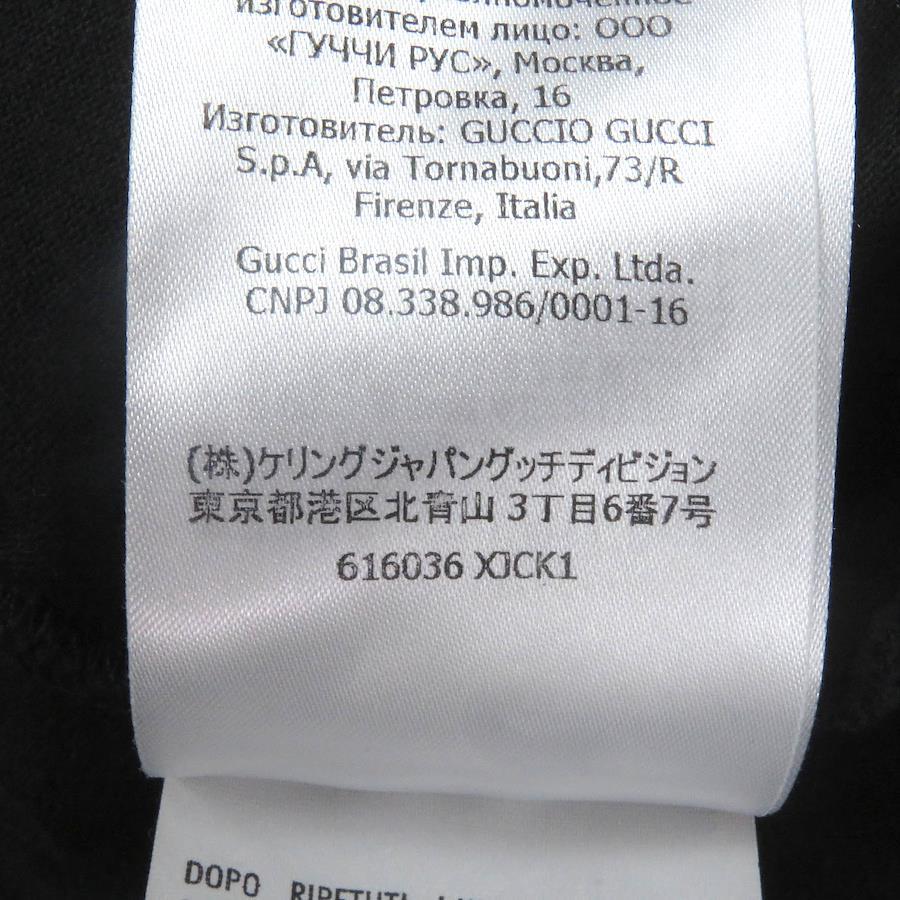 изготовителем лицо: ООО
«ГУЧЧИ РУС», Москва,
Петровка, 16
Изготовитель: GUCCIO GUCCI
S.p.A, via Tornabuoni,73/R
Firenze, Italia
Gucci Brasil Imp. Exp. Ltda.
CNPJ 08.338.986/0001-16
(株)ケリングジャパングッチディビジョン
東京都港区北青山 3丁目6番7号
616036 XJCK1
DOPO RIPETUTI